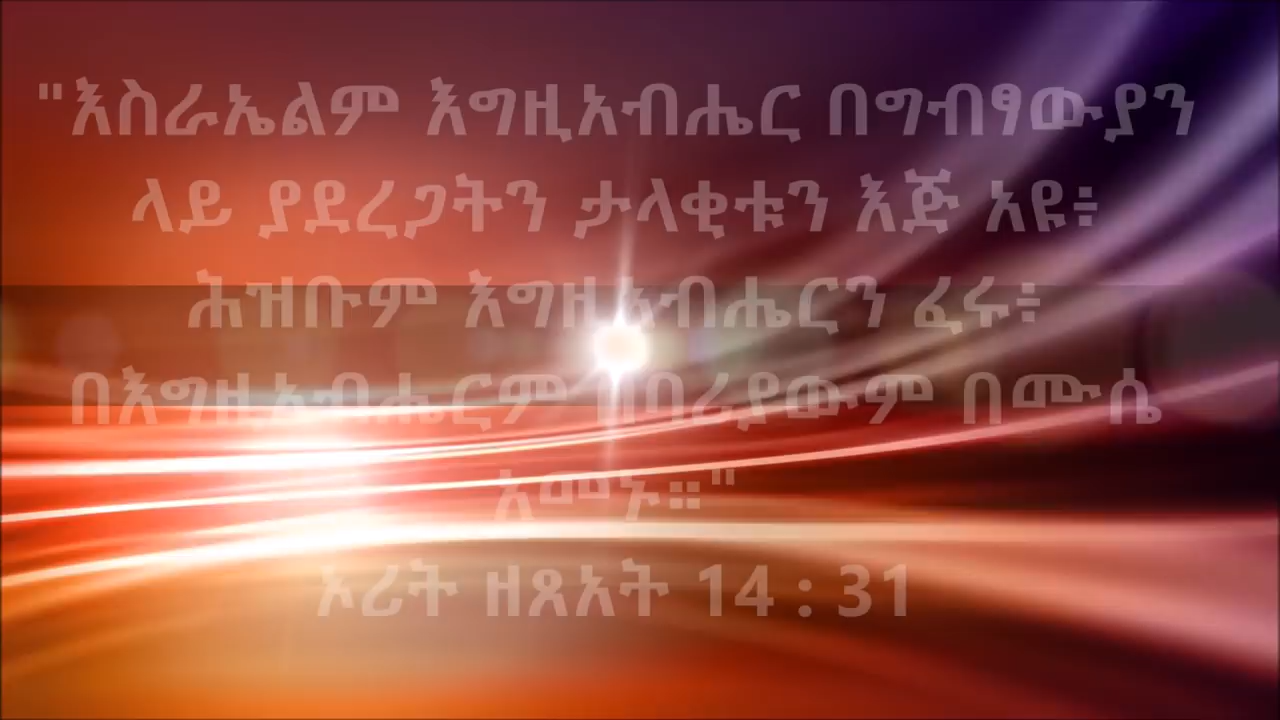 "እስራኤልም እግዚአብሔር በግብፃውያን
ላይ ያደረጋትን ታላቂቱን እጅ አዩ፥
ሕዝቡም እግዚአብሔርን ፈሩ፥
በእግዚአብሔርም በባሪያውም በሙሴ
አመኑ።"
ኦሪት ዘጸአት 14 : 31